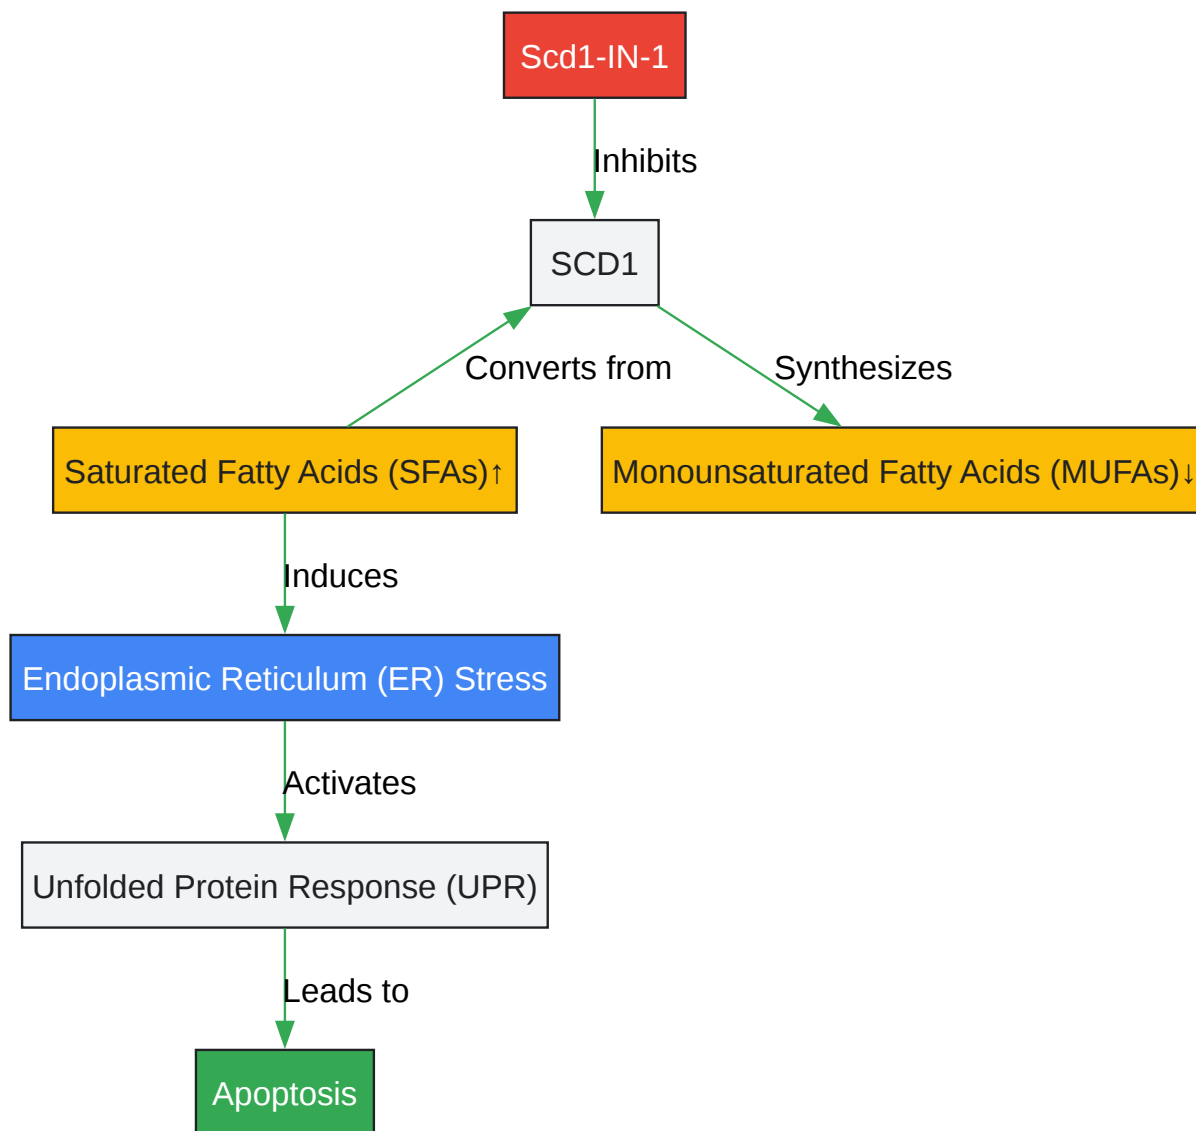 Scd1-IN-1
Inhibits
SCD1
Converts from
Synthesizes
Saturated Fatty Acids (SFAs)↑
Monounsaturated Fatty Acids (MUFAs)↓
Induces
Endoplasmic Reticulum (ER) Stress
Activates
Unfolded Protein Response (UPR)
Leads to
Apoptosis